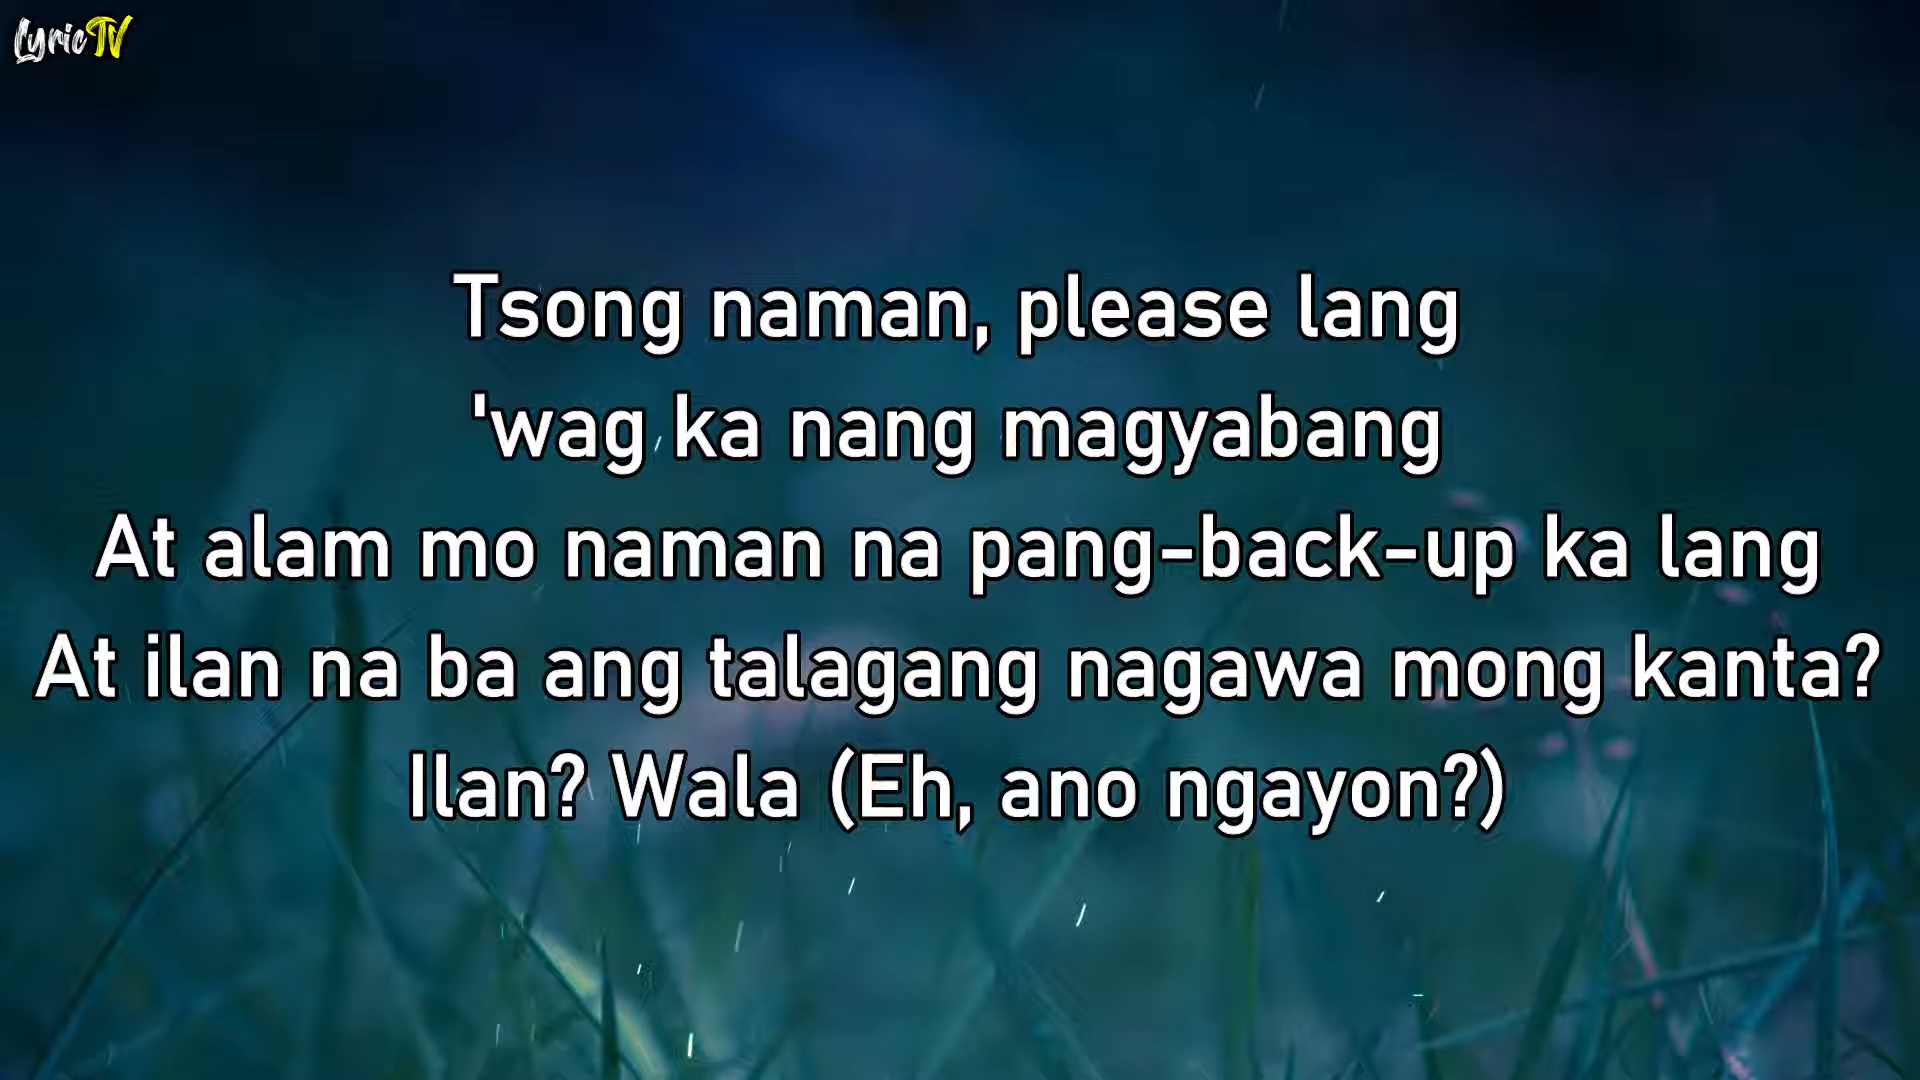 LyricTV
Tsong naman, please lang
'wag ka nang magyabang
At alam mo naman na pang-back-up ka lang
At ilan na ba ang talagang nagawa mong kanta?
Ilan? Wala (Eh, ano ngayon?)